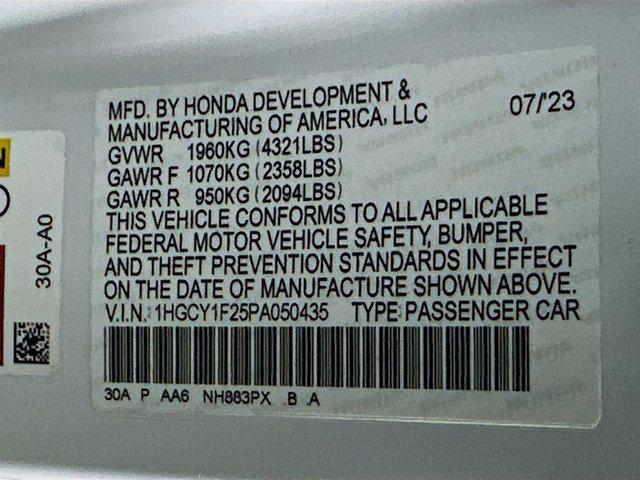 MFD. BY HONDA DEVELOPMENT &
MANUFACTURING OF AMERICA, LLC 07/'23
GVWR 1960KG (4321LBS)
GAWR F 1070KG (2358LBS)
GAWR R 950KG (2094LBS)
THIS VEHICLE CONFORMS TO ALL APPLICABLE
FEDERAL MOTOR VEHICLE SAFETY, BUMPER,
AND THEFT PREVENTION STANDARDS IN EFFECT
ON THE DATE OF MANUFACTURE SHOWN ABOVE.
V.I.N.: 1HGCY1F25PA050435 TYPE: PASSENGER CAR
30A P AA6 NH883PX B A
30A-A0